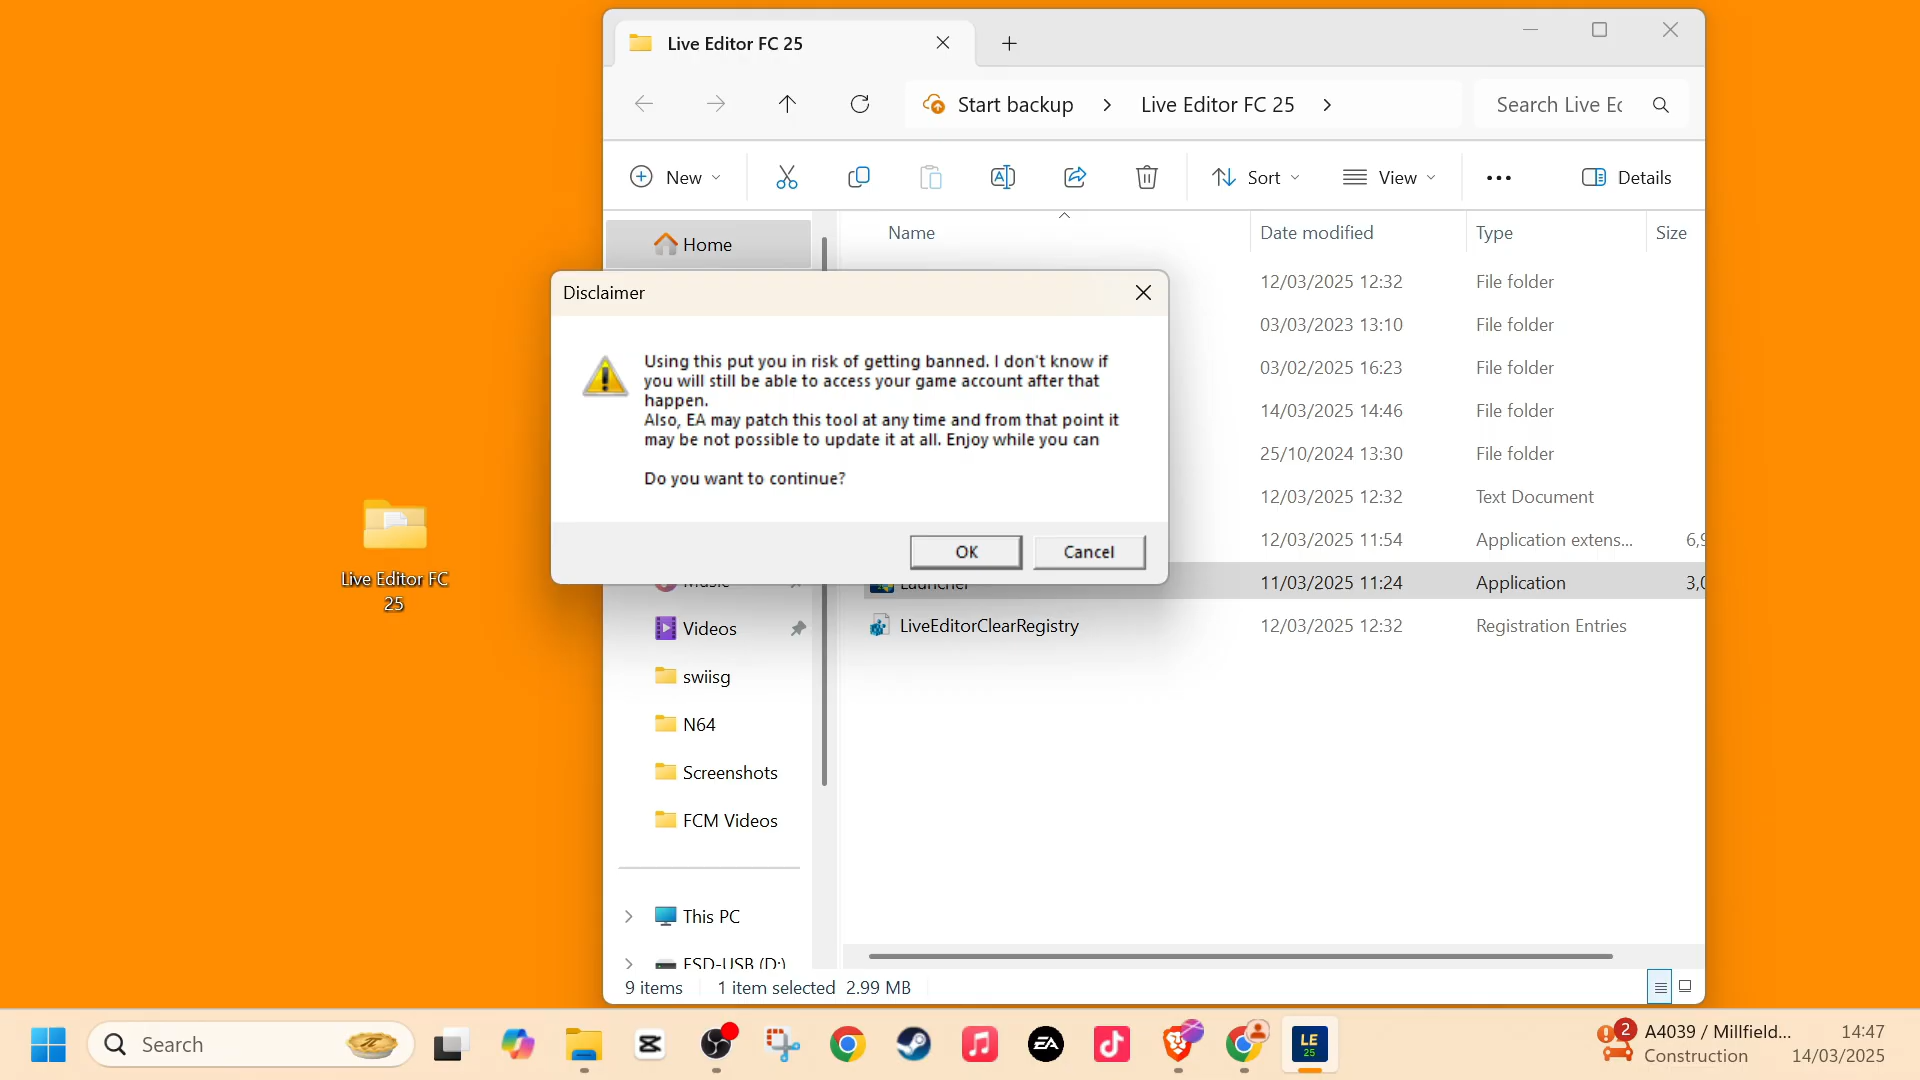 Live Editor FC 25
Start backup
Live Editor FC 25
Search Live Ec
New
Sort
View
Details
Name
Date modified
Type
Size
Home
12/03/2025 12:32
File folder
03/03/2023 13:10
File folder
03/02/2025 16:23
File folder
14/03/2025 14:46
File folder
25/10/2024 13:30
File folder
12/03/2025 12:32
Text Document
12/03/2025 11:54
Application extens...
6,9
Launcher
11/03/2025 11:24
Application
3,0
LiveEditorClearRegistry
12/03/2025 12:32
Registration Entries
Disclaimer
Using this put you in risk of getting banned. I don't know if
you will still be able to access your game account after that
happen.
Also, EA may patch this tool at any time and from that point it
may be not possible to update it at all. Enjoy while you can
Do you want to continue?
OK
Cancel
Live Editor FC
25
Music
Videos
swiisg
N64
Screenshots
FCM Videos
This PC
ESD-USB (D:)
9 items
1 item selected 2.99 MB
Search
EA
LE
25
2
A4039 / Millfield...
Construction
14:47
14/03/2025